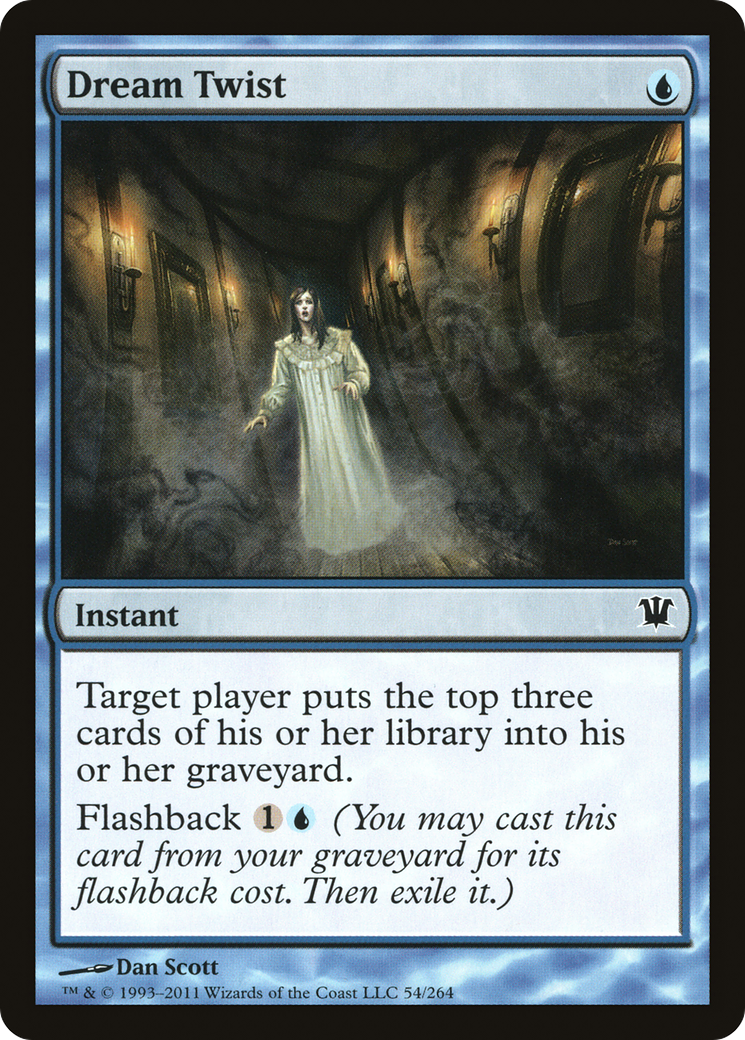 Dream Twist
Dan Scott
Instant
Target player puts the top three
cards of his or her library into his
or her graveyard.
Flashback 1 (You may cast this
card from your graveyard for its
flashback cost. Then exile it.)
Dan Scott
™ & © 1993–2011 Wizards of the Coast LLC 54/264